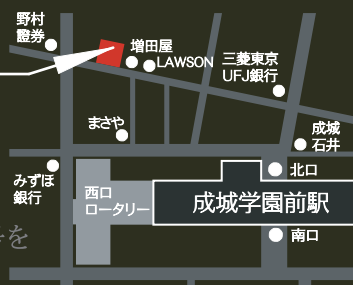 野村
證券
増田屋
LAWSON
三菱東京
UFJ銀行
まさや
成城
石井
みずほ
銀行
北口
西口
ロータリー
成城学園前駅
南口
を